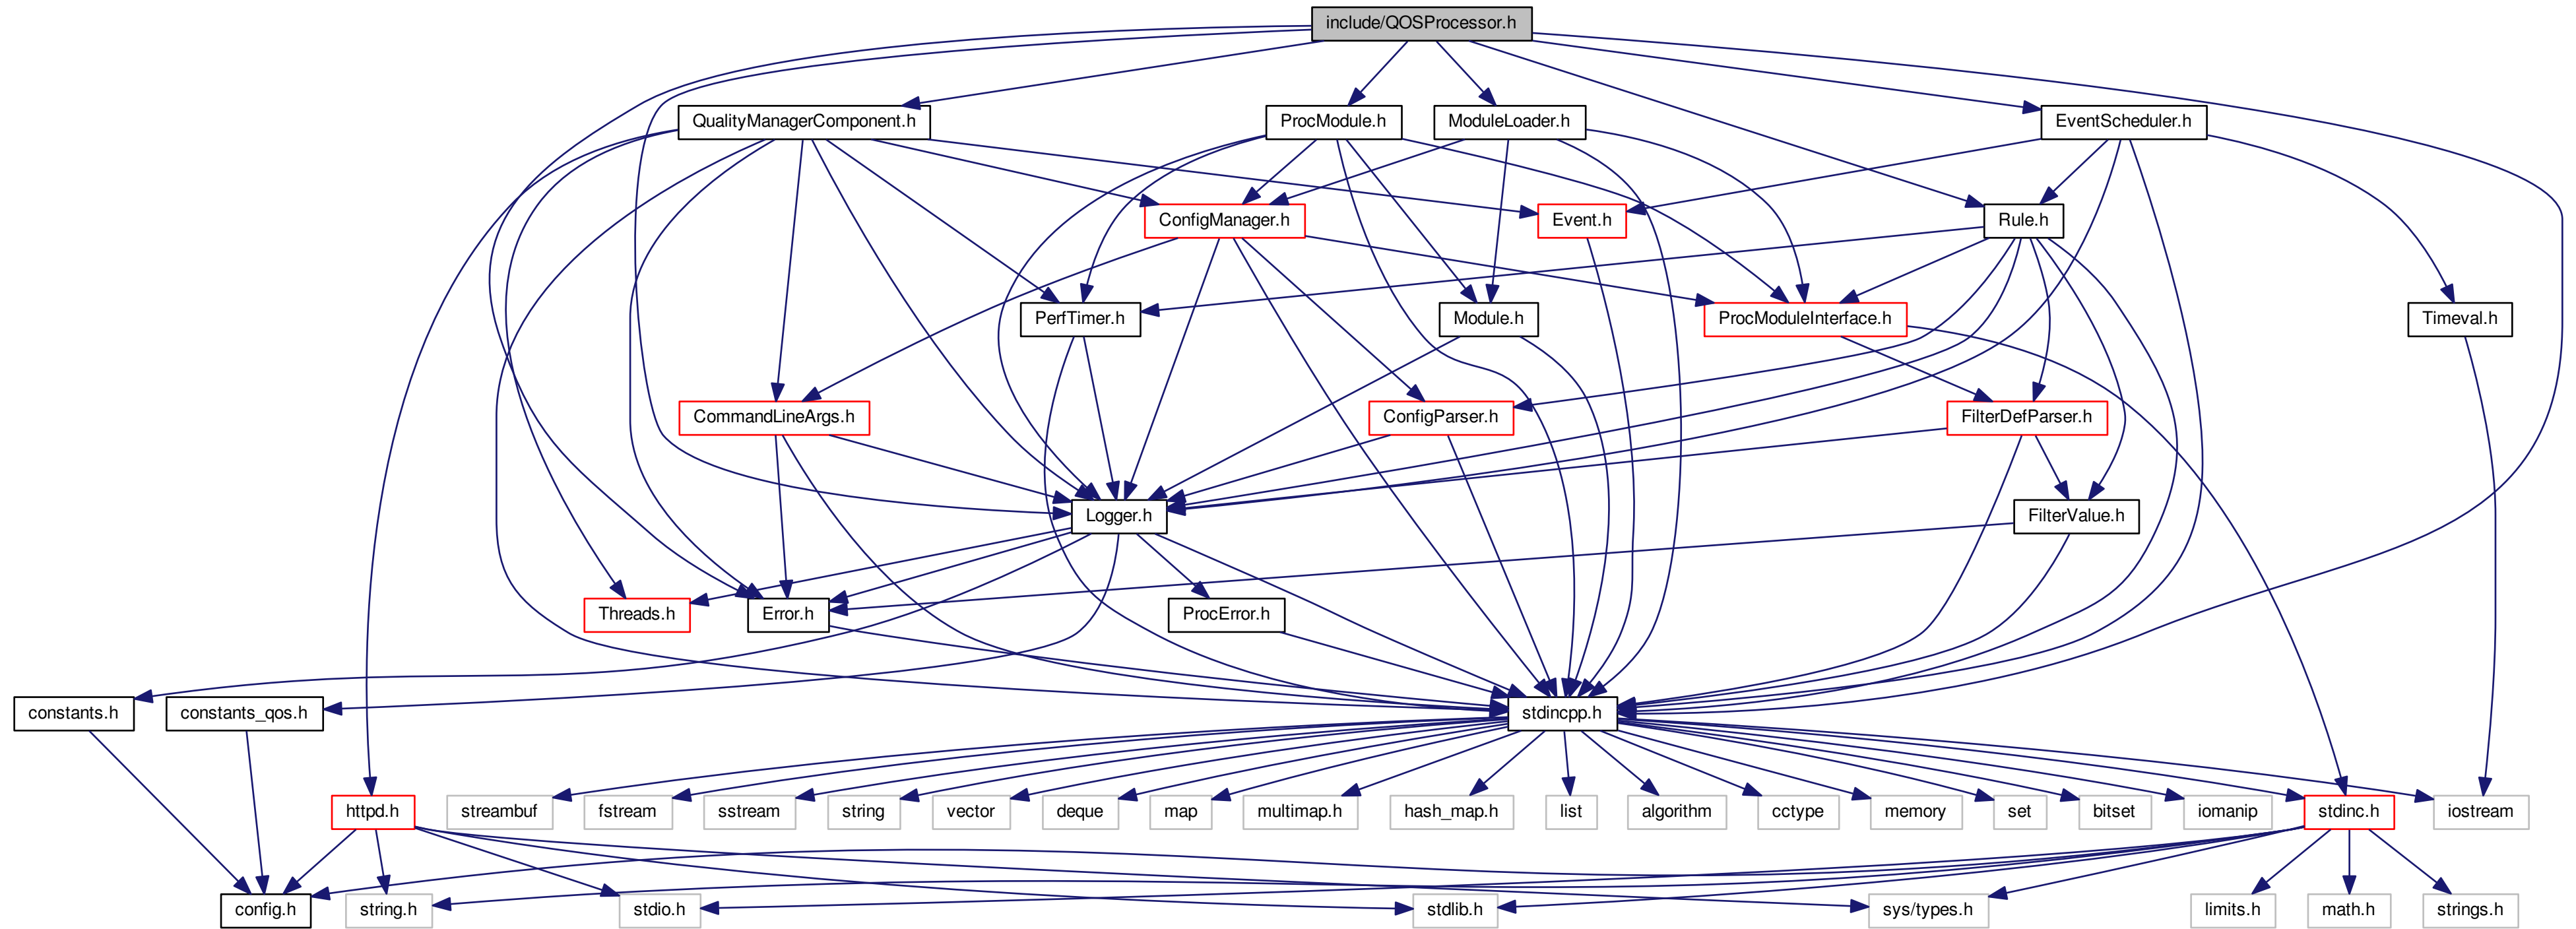 include/QOSProcessor.h
QualityManagerComponent.h
ProcModule.h
ModuleLoader.h
EventScheduler.h
ConfigManager.h
Event.h
Rule.h
PerfTimer.h
Module.h
ProcModuleInterface.h
Timeval.h
CommandLineArgs.h
ConfigParser.h
FilterDefParser.h
Logger.h
FilterValue.h
Threads.h
Error.h
ProcError.h
constants.h
constants_qos.h
stdincpp.h
httpd.h
streambuf
fstream
sstream
string
vector
deque
map
multimap.h
hash_map.h
list
algorithm
cctype
memory
set
bitset
iomanip
stdinc.h
iostream
config.h
string.h
stdio.h
stdlib.h
sys/types.h
limits.h
math.h
strings.h